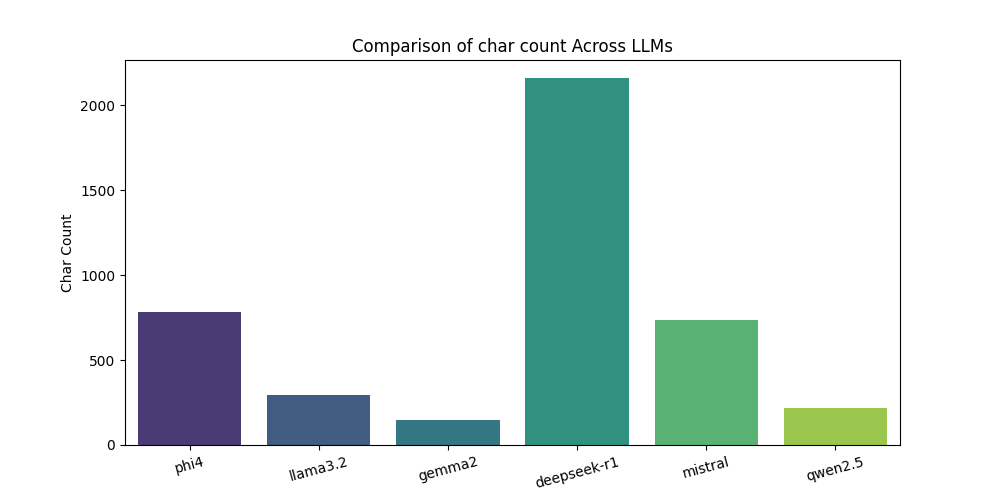 Comparison of char count Across LLMs
Char Count
2000
1500
1000
500
0
phi4
llama3.2
gemma2
deepseek-r1
mistral
qwen2.5